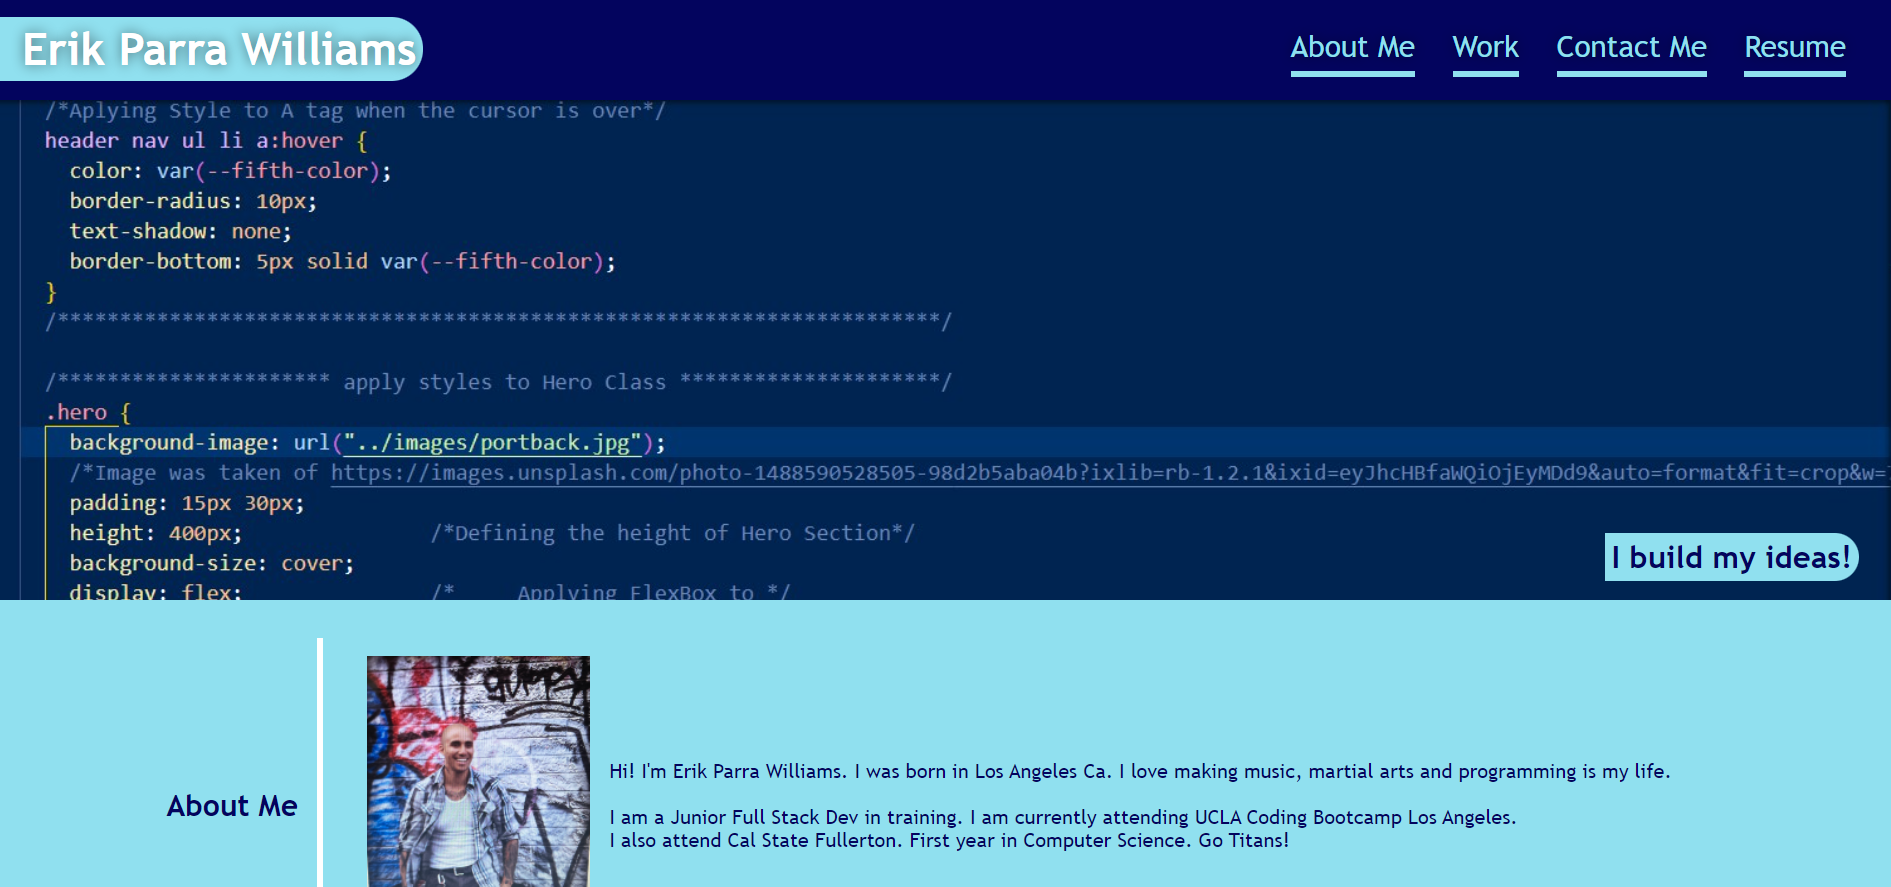 Erik Parra Williams
About Me Work Contact Me Resume
/*Aplying Style to A tag when the cursor is over*/
header nav ul li a:hover {
color: var(--fifth-color);
border-radius: 10px;
text-shadow: none;
border-bottom: 5px solid var(--fifth-color);
}
/***********************************************************************/
/********************** apply styles to Hero Class *********************/
.hero {
background-image: url("../images/portback.jpg");
/*Image was taken of https://images.unsplash.com/photo-1488590528505-98d2b5aba04b?ixlib=rb-1.2.1&ixid=eyJhcHBfaWQiOjEyMDd9&auto=format&fit=crop&w=
padding: 15px 30px;
height: 400px; /*Defining the height of Hero Section*/
background-size: cover;
display: flex; /* Applying FlexBox to */
I build my ideas!
About Me
Hi! I'm Erik Parra Williams. I was born in Los Angeles Ca. I love making music, martial arts and programming is my life.
I am a Junior Full Stack Dev in training. I am currently attending UCLA Coding Bootcamp Los Angeles.
I also attend Cal State Fullerton. First year in Computer Science. Go Titans!